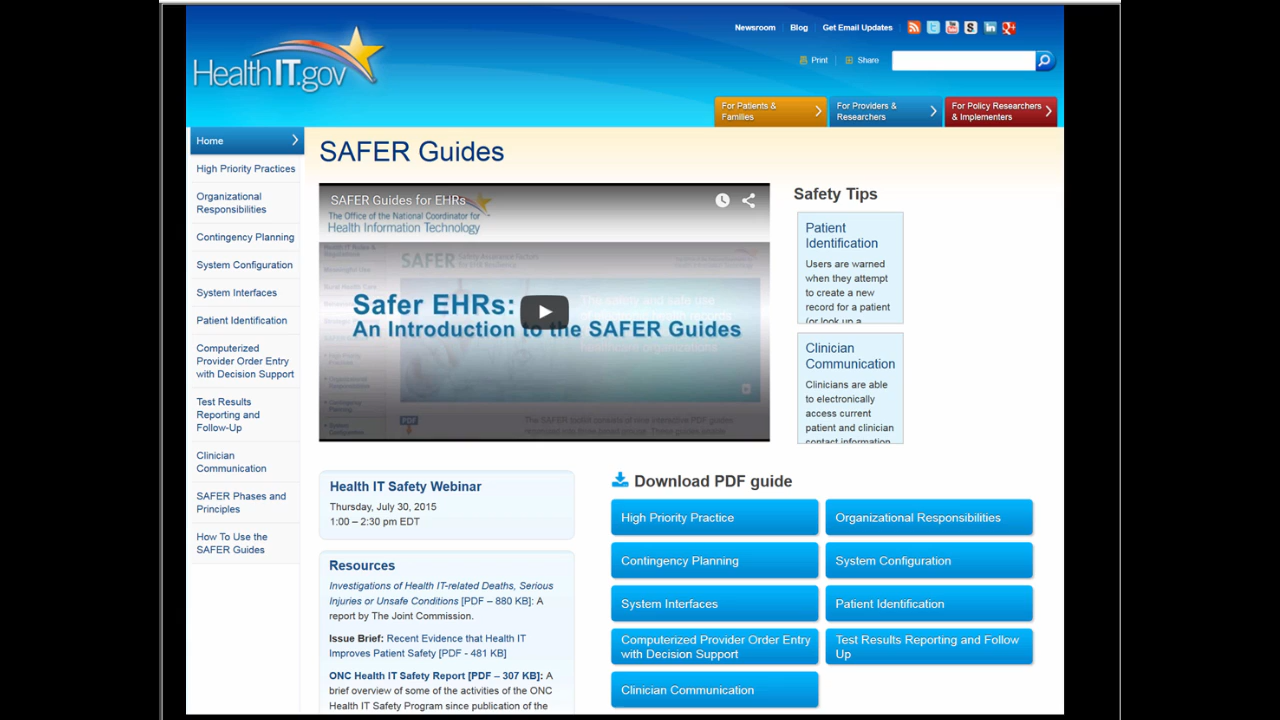 Newsroom
Blog
Get Email Updates
HealthIT.gov
Print
Share
For Patients &
Families
For Providers &
Researchers
For Policy Researchers
& Implementers
Home
High Priority Practices
Organizational
Responsibilities
Contingency Planning
System Configuration
System Interfaces
Patient Identification
Computerized
Provider Order Entry
with Decision Support
Test Results
Reporting and
Follow-Up
Clinician
Communication
SAFER Phases and
Principles
How To Use the
SAFER Guides
SAFER Guides
SAFER Guides for EHRs
The Office of the National Coordinator for
Health Information Technology
SAFER
Safer EHRs:
An Introduction to the SAFER Guides
Safety Tips
Patient
Identification
Users are warned
when they attempt
to create a new
record for a patient
(or look up a
Clinician
Communication
Clinicians are able
to electronically
access current
patient and clinician
contact information
Health IT Safety Webinar
Thursday, July 30, 2015
1:00 – 2:30 pm EDT
Resources
Investigations of Health IT-related Deaths, Serious
Injuries or Unsafe Conditions [PDF – 880 KB]: A
report by The Joint Commission.
Issue Brief: Recent Evidence that Health IT
Improves Patient Safety [PDF - 481 KB]
ONC Health IT Safety Report [PDF – 307 KB]: A
brief overview of some of the activities of the ONC
Health IT Safety Program since publication of the
Download PDF guide
High Priority Practice
Organizational Responsibilities
Contingency Planning
System Configuration
System Interfaces
Patient Identification
Computerized Provider Order Entry
with Decision Support
Test Results Reporting and Follow
Up
Clinician Communication